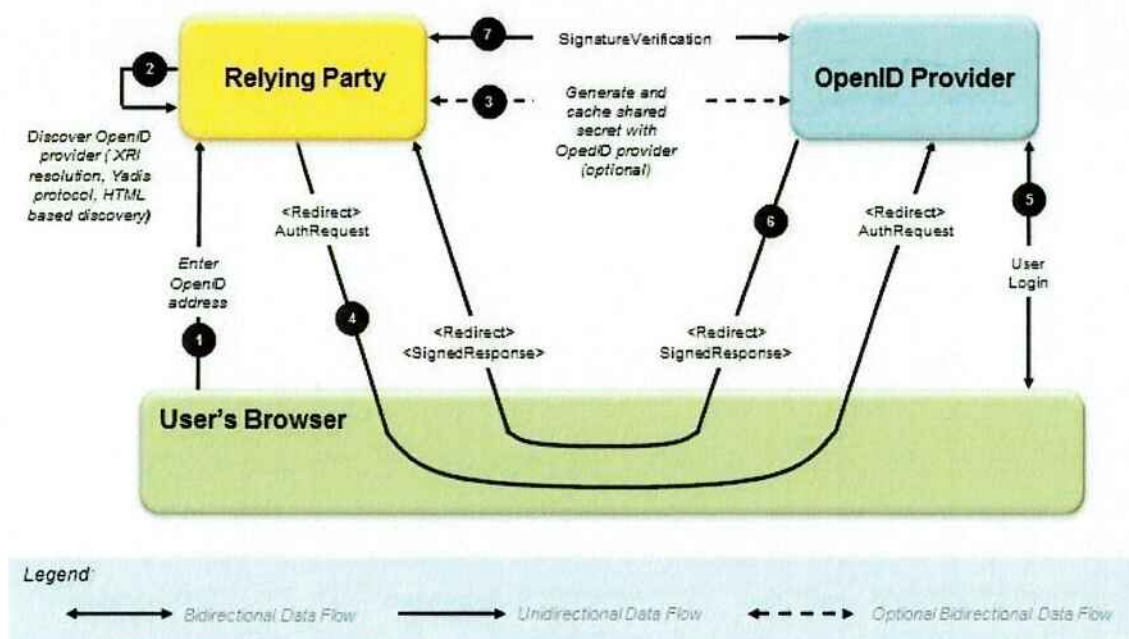 7
SignatureVerification
2
Relying Party
OpenID Provider
3
Generate and
cache shared
secret with
OpedID provider
(optional)
Discover OpenID
provider ( XRI
resolution, Yadis
protocol, HTML
based discovery)
<Redirect>
AuthRequest
6
<Redirect>
AuthRequest
5
Enter
OpenID
address
User
Login
4
1
<Redirect>
<SignedResponse>
<Redirect>
SignedResponse>
User's Browser
Legend:
Bidirectional Data Flow
Unidirectional Data Flow
Optional Bidirectional Data Flow